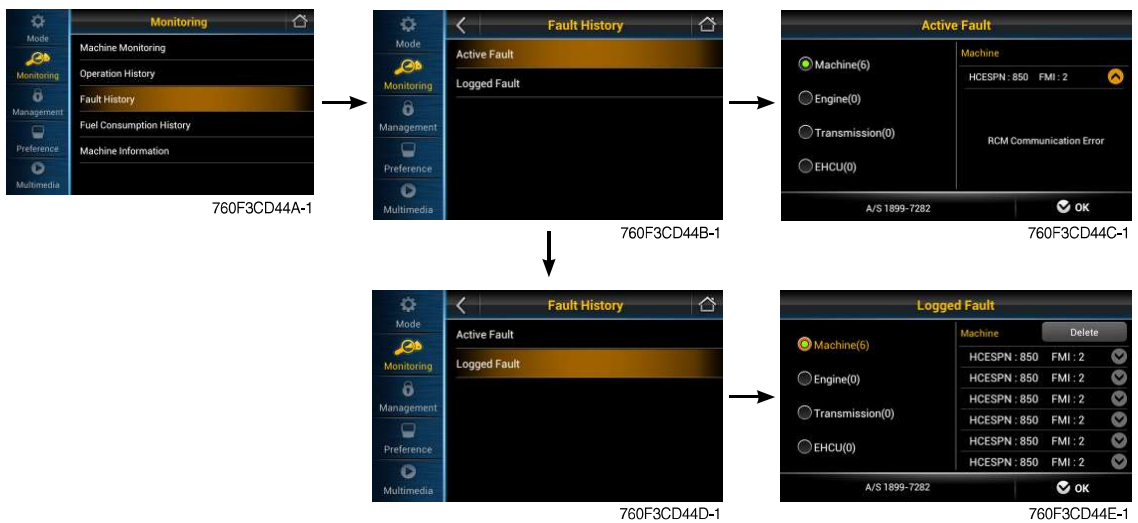 Monitoring
Mode
Monitoring
Management
Preference
Multimedia
Machine Monitoring
Operation History
Fault History
Fuel Consumption History
Machine Information
760F3CD44A-1
Fault History
Mode
Monitoring
Management
Preference
Multimedia
Active Fault
Logged Fault
760F3CD44B-1
Active Fault
Machine(6)
Engine(0)
Transmission(0)
EHCU(0)
Machine
HCESPN : 850 FMI : 2
RCM Communication Error
A/S 1899-7282
OK
760F3CD44C-1
Fault History
Mode
Monitoring
Management
Preference
Multimedia
Active Fault
Logged Fault
760F3CD44D-1
Logged Fault
Machine(6)
Engine(0)
Transmission(0)
EHCU(0)
Machine Delete
HCESPN : 850 FMI : 2
HCESPN : 850 FMI : 2
HCESPN : 850 FMI : 2
HCESPN : 850 FMI : 2
HCESPN : 850 FMI : 2
HCESPN : 850 FMI : 2
A/S 1899-7282
OK
760F3CD44E-1